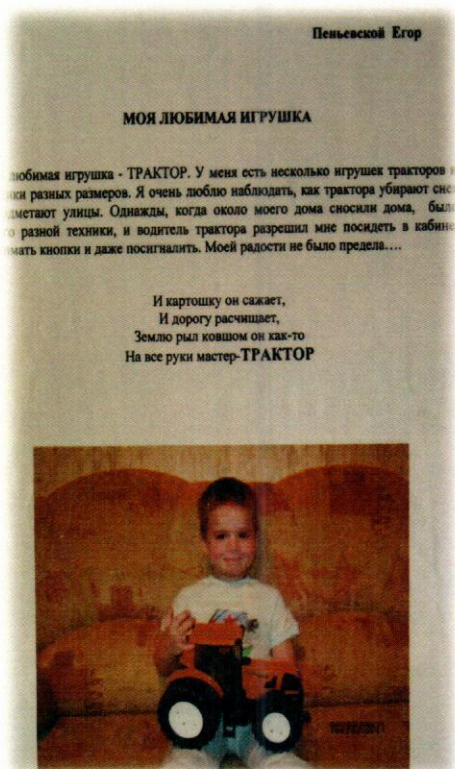 Пеньевской Егор
МОЯ ЛЮБИМАЯ ИГРУШКА
любимая игрушка - ТРАКТОР. У меня есть несколько игрушек тракторов
разных размеров. Я очень люблю наблюдать, как трактора убирают
улицы. Однажды, когда около моего дома сносили дома,
разной техники, и водитель трактора разрешил мне посидеть в
кнопки и даже посигналить. Моей радости не было предела….
И картошку он сажает,
И дорогу расчищает,
Землю рыл ковшом он как-то
На все руки мастер-ТРАКТОР